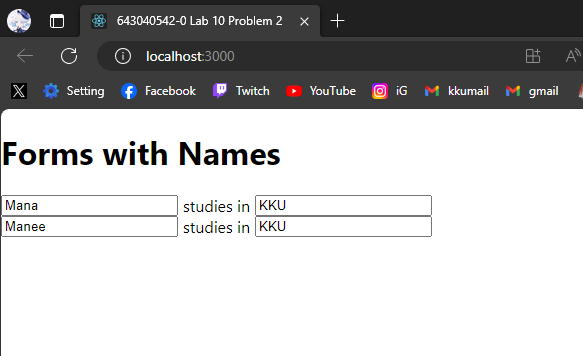 643040542-0 Lab 10 Problem 2
localhost:3000
Setting Facebook Twitch YouTube iG kkumail gmail
Forms with Names
Mana studies in KKU
Manee studies in KKU